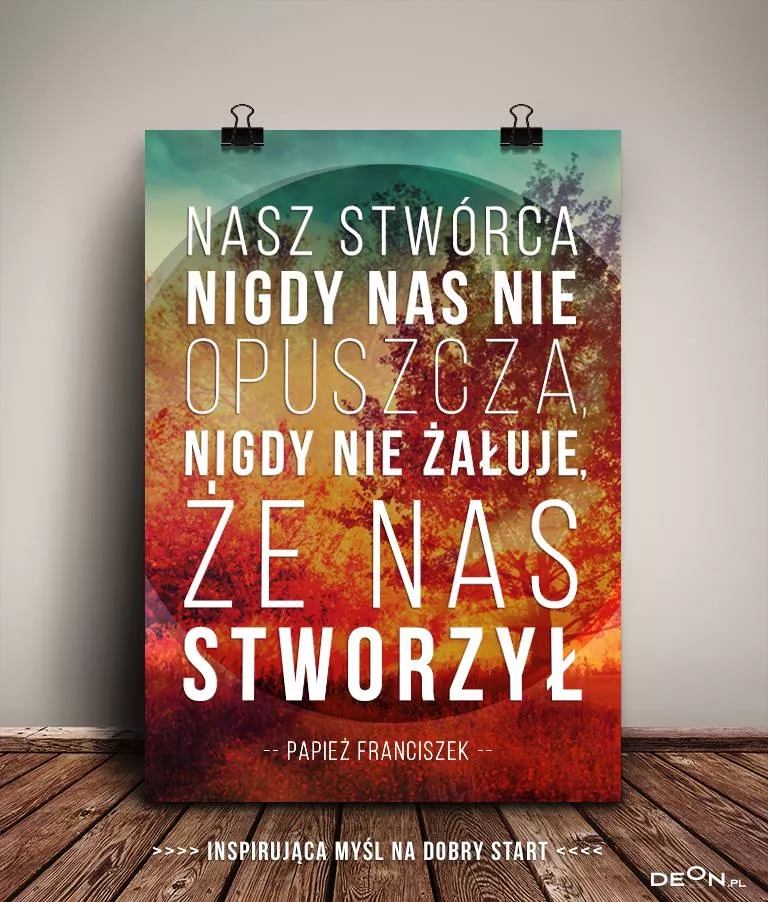 NASZ STWÓRCA
NIGDY NAS NIE
OPUSZCZA,
NIGDY NIE ŻAŁUJE,
ŻE NAS
STWORZYŁ
-- PAPIEŻ FRANCISZEK --
>>>> INSPIRUJĄCA MYŚL NA DOBRY START <<<<
DEON.PL